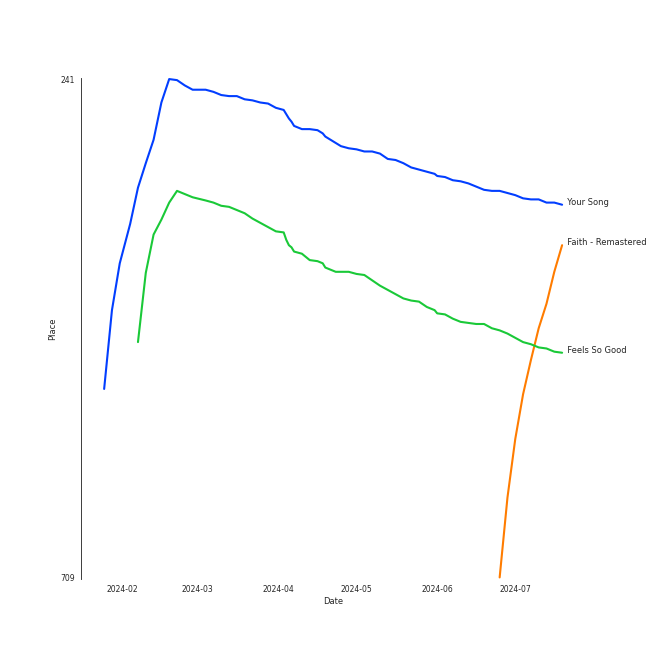 241
Your Song
Faith - Remastered
Place
Feels So Good
709
2024-02 2024-03 2024-04 2024-05 2024-06 2024-07
Date